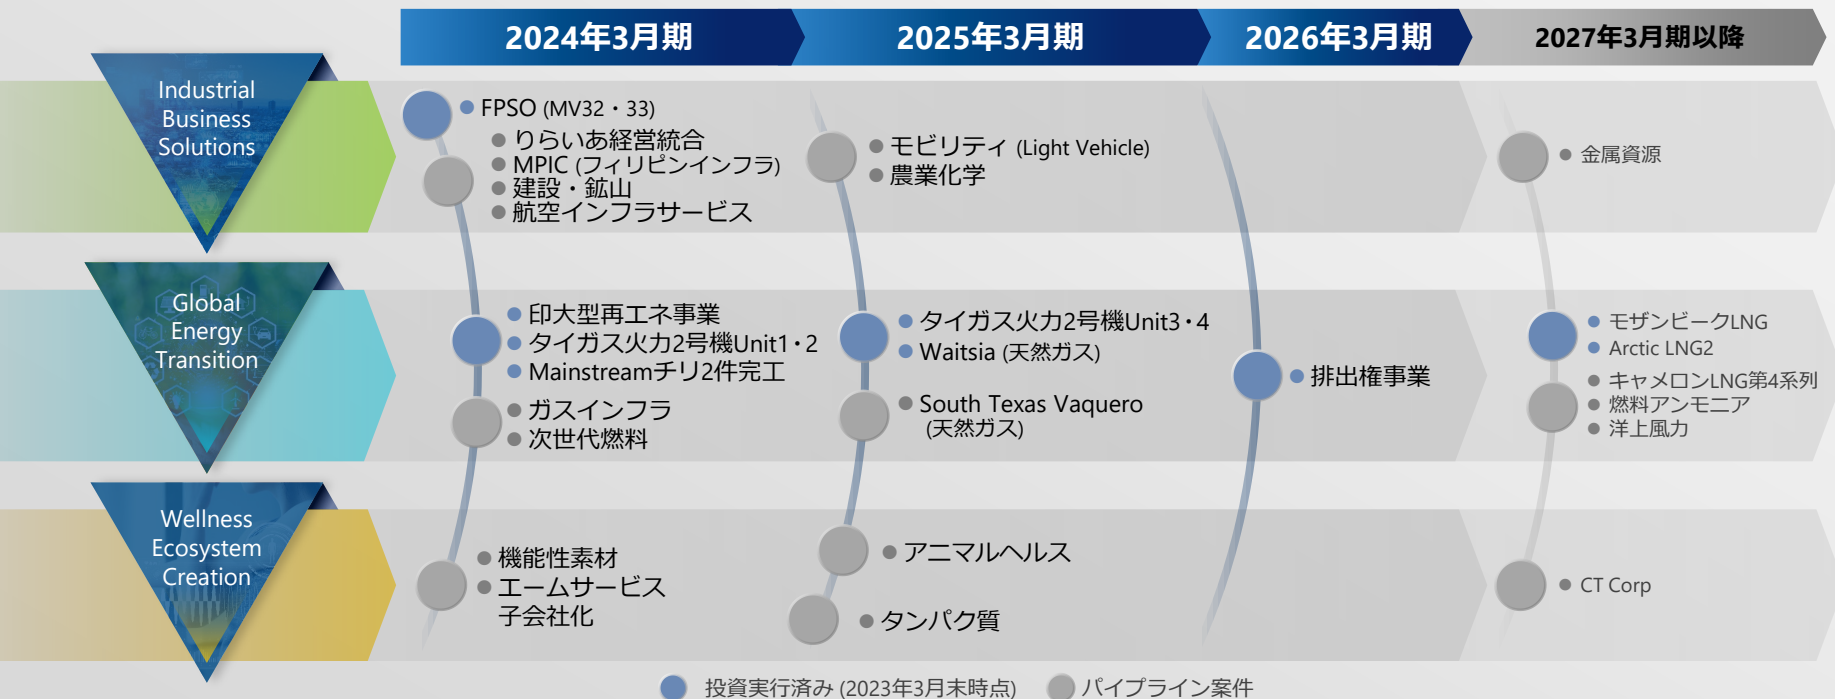 2024年3月期
2025年3月期
2026年3月期
2027年3月期以降
Industrial
Business
Solutions
FPSO (MV32・33)
りらいあ経営統合
MPIC (フィリピンインフラ)
建設・鉱山
航空インフラサービス
モビリティ (Light Vehicle)
農業化学
金属資源
Global
Energy
Transition
印大型再エネ事業
タイガス火力2号機Unit1・2
Mainstreamチリ2件完工
ガスインフラ
次世代燃料
タイガス火力2号機Unit3・4
Waitsia (天然ガス)
South Texas Vaquero
(天然ガス)
排出権事業
モザンビークLNG
Arctic LNG2
キャメロンLNG第4系列
燃料アンモニア
洋上風力
Wellness
Ecosystem
Creation
機能性素材
エームサービス
子会社化
アニマルヘルス
タンパク質
CT Corp
投資実行済み (2023年3月末時点)
パイプライン案件